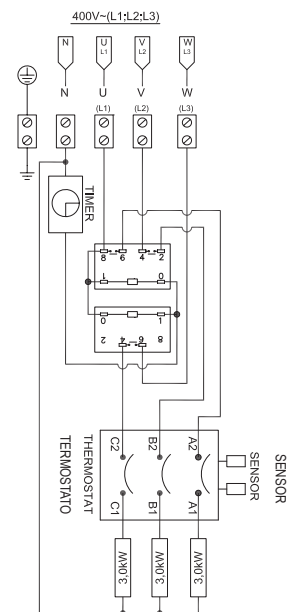 400V~(L1;L2;L3)
N
U
L1
V
L2
W
L3
N
U
V
W
(L1)
(L2)
(L3)
TIMER
8
6
4
2
1
0
0
1
2
4
6
8
SENSOR
SENSOR
SENSOR
C2
B2
A2
THERMOSTAT
TERMOSTATO
C1
B1
A1
3,0KW
3,0KW
3,0KW